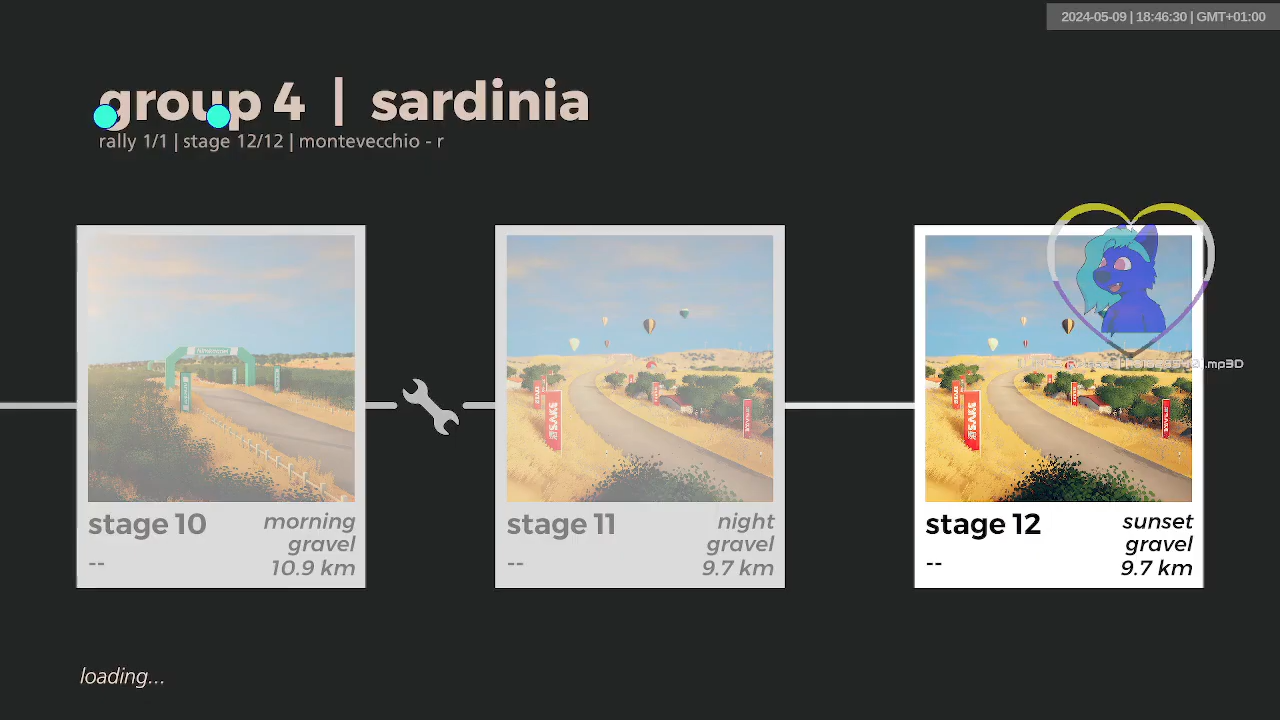 2024-05-09 | 18:46:30 | GMT+01:00
group 4 | sardinia
rally 1/1 | stage 12/12 | montevecchio - r
stage 10
morning
gravel
--
10.9 km
stage 11
night
gravel
--
9.7 km
stage 12
sunset
gravel
--
9.7 km
.mp3D
loading...